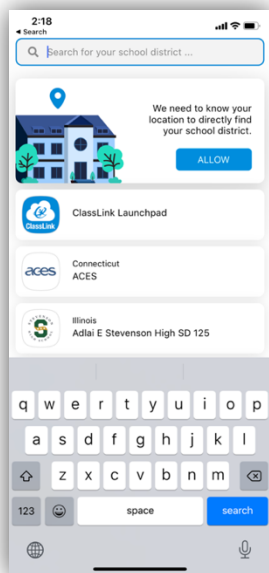 2:18
◀ Search
Search for your school district ...
We need to know your
location to directly find
your school district.
ALLOW
ClassLink
ClassLink Launchpad
aces
Connecticut
ACES
S
Illinois
Adlai E Stevenson High SD 125
q w e r t y u i o p
a s d f g h j k l
z x c v b n m
123 space search